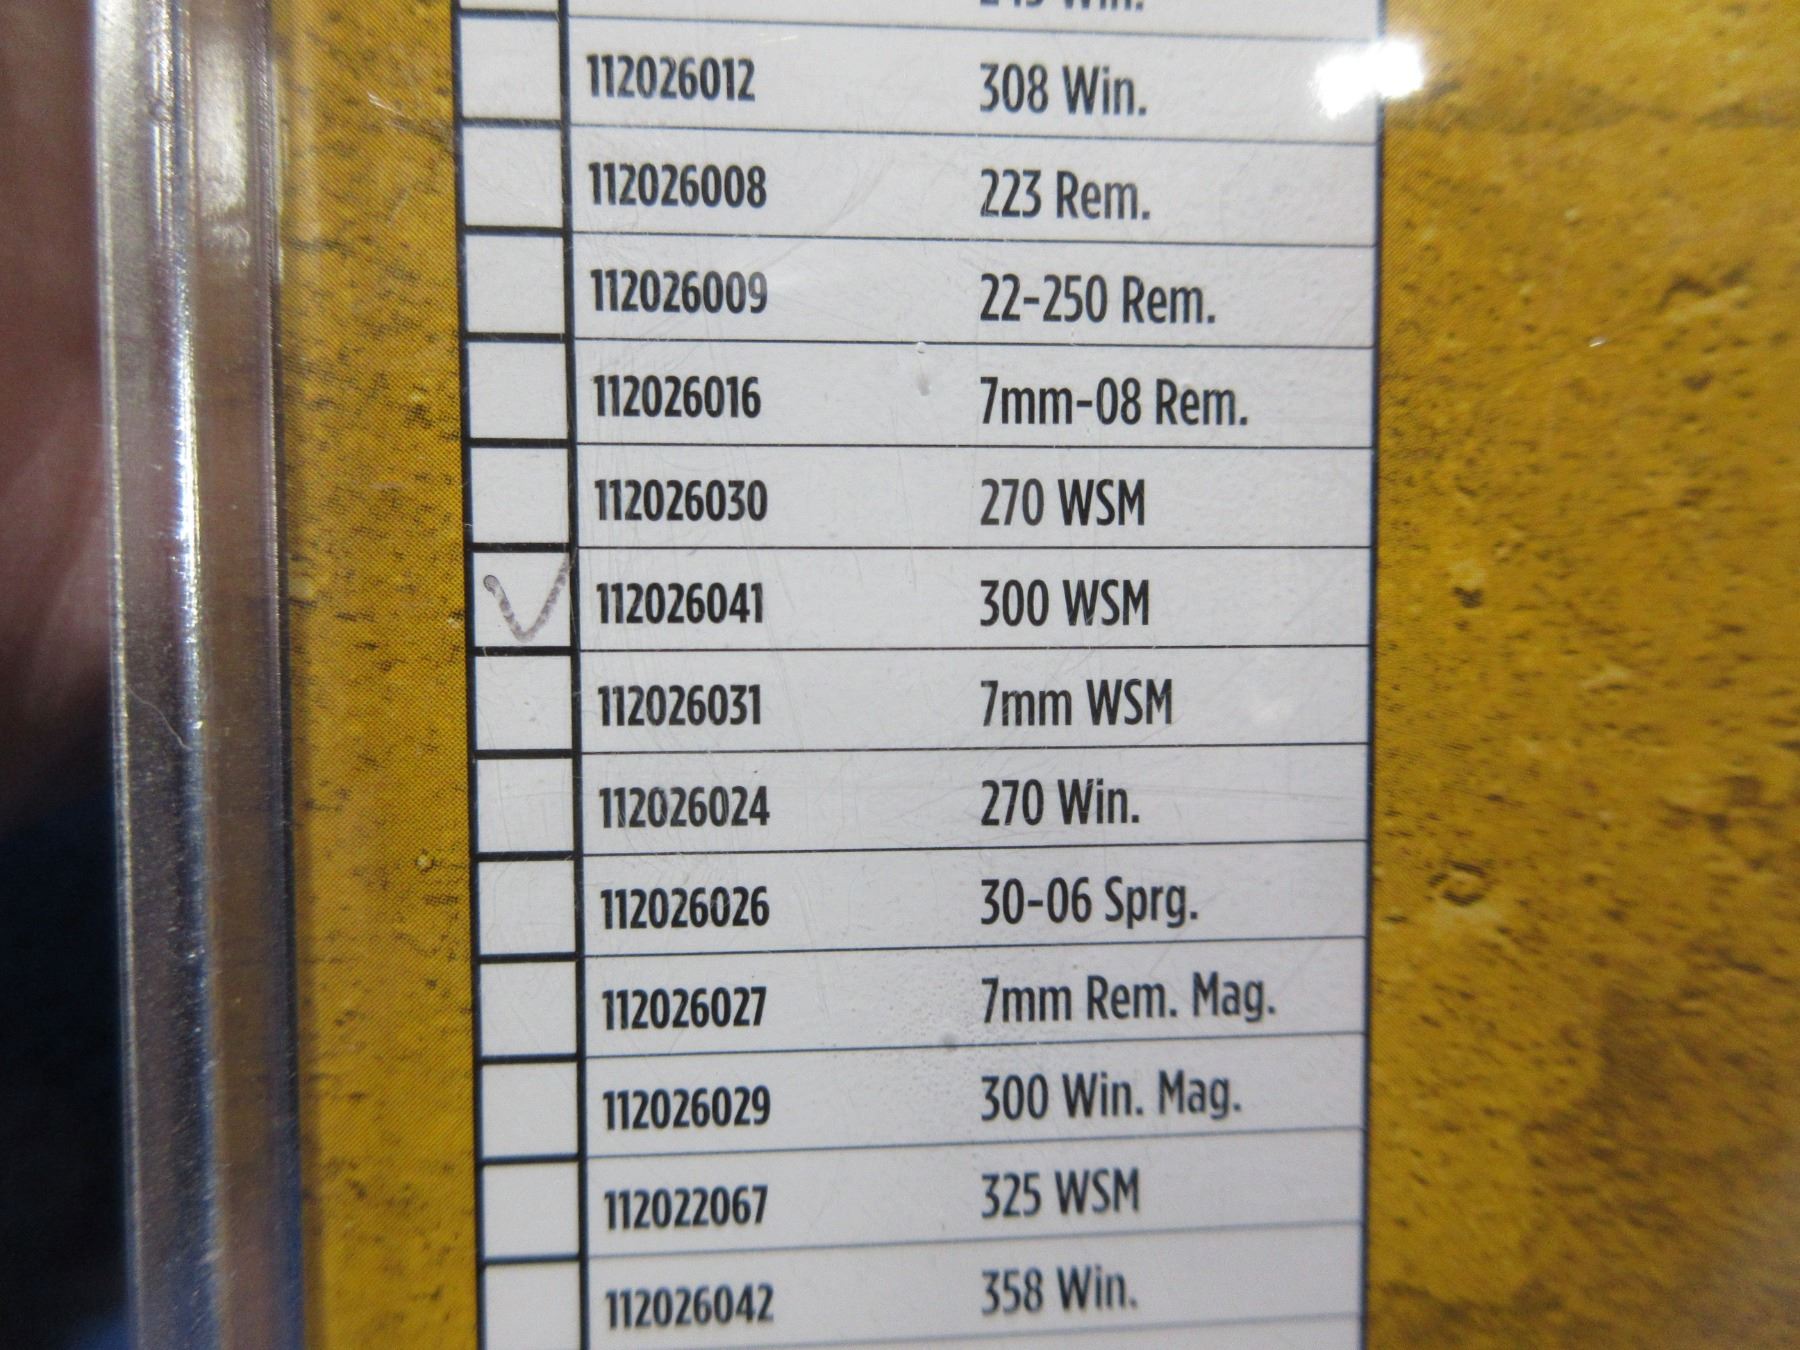 112026012 308 Win.
112026008 223 Rem.
112026009 22-250 Rem.
112026016 7mm-08 Rem.
112026030 270 WSM
112026041 300 WSM
112026031 7mm WSM
112026024 270 Win.
112026026 30-06 Sprg.
112026027 7mm Rem. Mag.
112026029 300 Win. Mag.
112022067 325 WSM
112026042 358 Win.